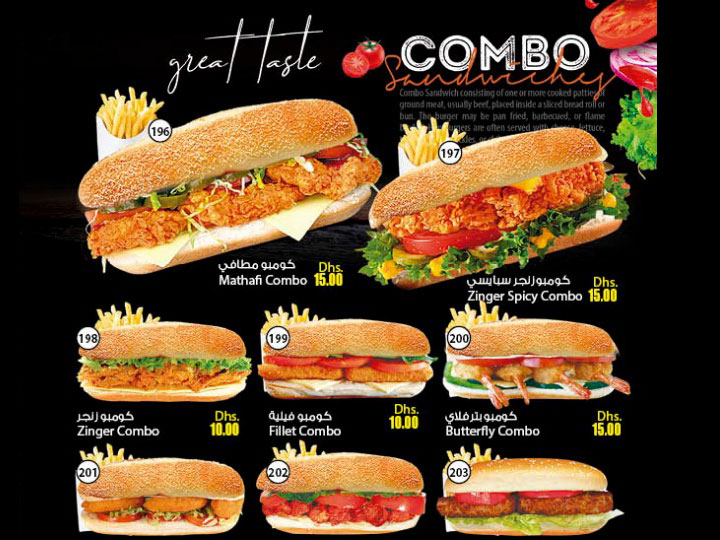 great taste
COMBO
Sandwiches
Combo Sandwich consisting of one or more cooked patties of
ground meat, usually beef, placed inside a sliced bread roll or
bun. The burger may be pan fried, barbecued, or flame
served with lettuce,
196
197
كومبو مطافي
Mathafi Combo
Dhs.
15.00
كومبو زنجر سبايسي
Zinger Spicy Combo
Dhs.
15.00
198
199
200
كومبو زنجر
Zinger Combo
Dhs.
10.00
كومبو فيلية
Fillet Combo
Dhs.
10.00
كومبو بترفلاي
Butterfly Combo
Dhs.
15.00
201
202
203